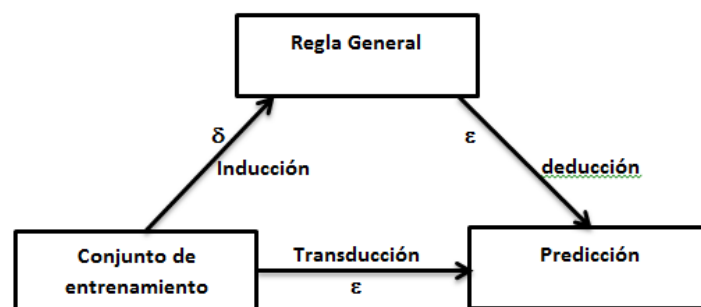 Regla General
δ
Inducción
ε
deducción
Conjunto de
entrenamiento
Transducción
ε
Predicción